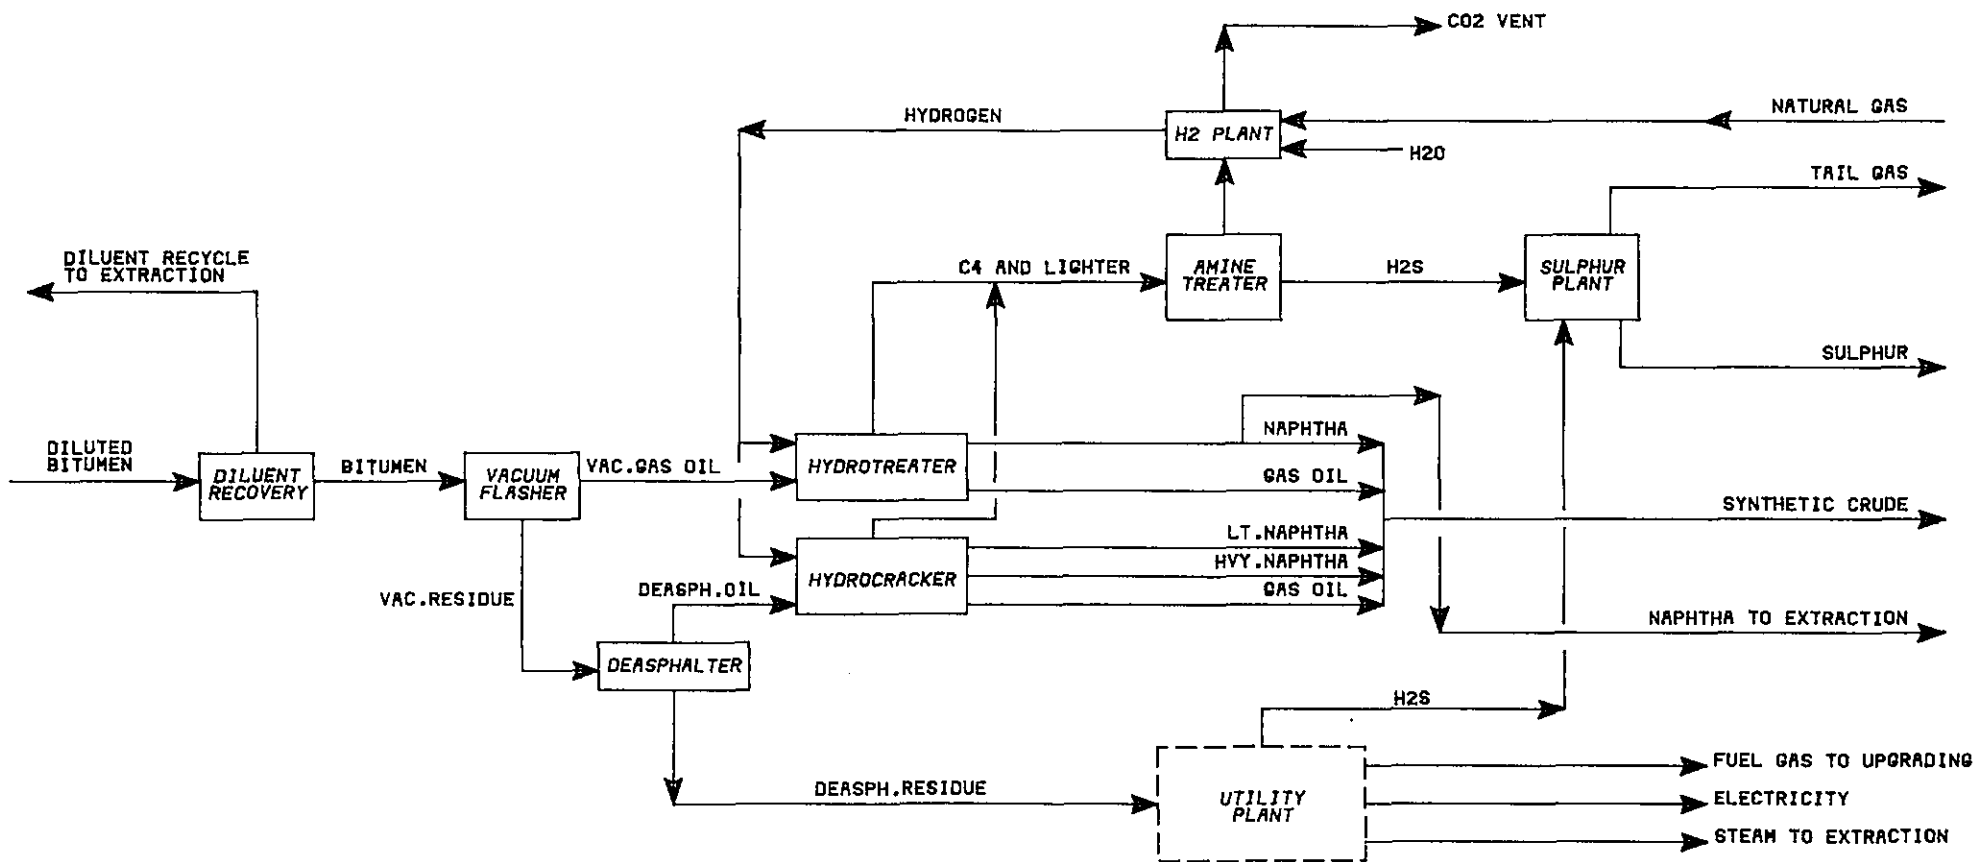 CO2 VENT
NATURAL GAS
HYDROGEN
H2 PLANT
H2O
TAIL GAS
DILUENT RECYCLE
TO EXTRACTION
C4 AND LIGHTER
AMINE
TREATER
H2S
SULPHUR
PLANT
SULPHUR
DILUTED
BITUMEN
DILUENT
RECOVERY
BITUMEN
VACUUM
FLASHER
VAC.GAS OIL
HYDROTREATER
NAPHTHA
GAS OIL
SYNTHETIC CRUDE
LT.NAPHTHA
HVY.NAPHTHA
GAS OIL
HYDROCRACKER
VAC.RESIDUE
DEASPH.OIL
NAPHTHA TO EXTRACTION
DEASPHALTER
H2S
DEASPH.RESIDUE
UTILITY
PLANT
FUEL GAS TO UPGRADING
ELECTRICITY
STEAM TO EXTRACTION